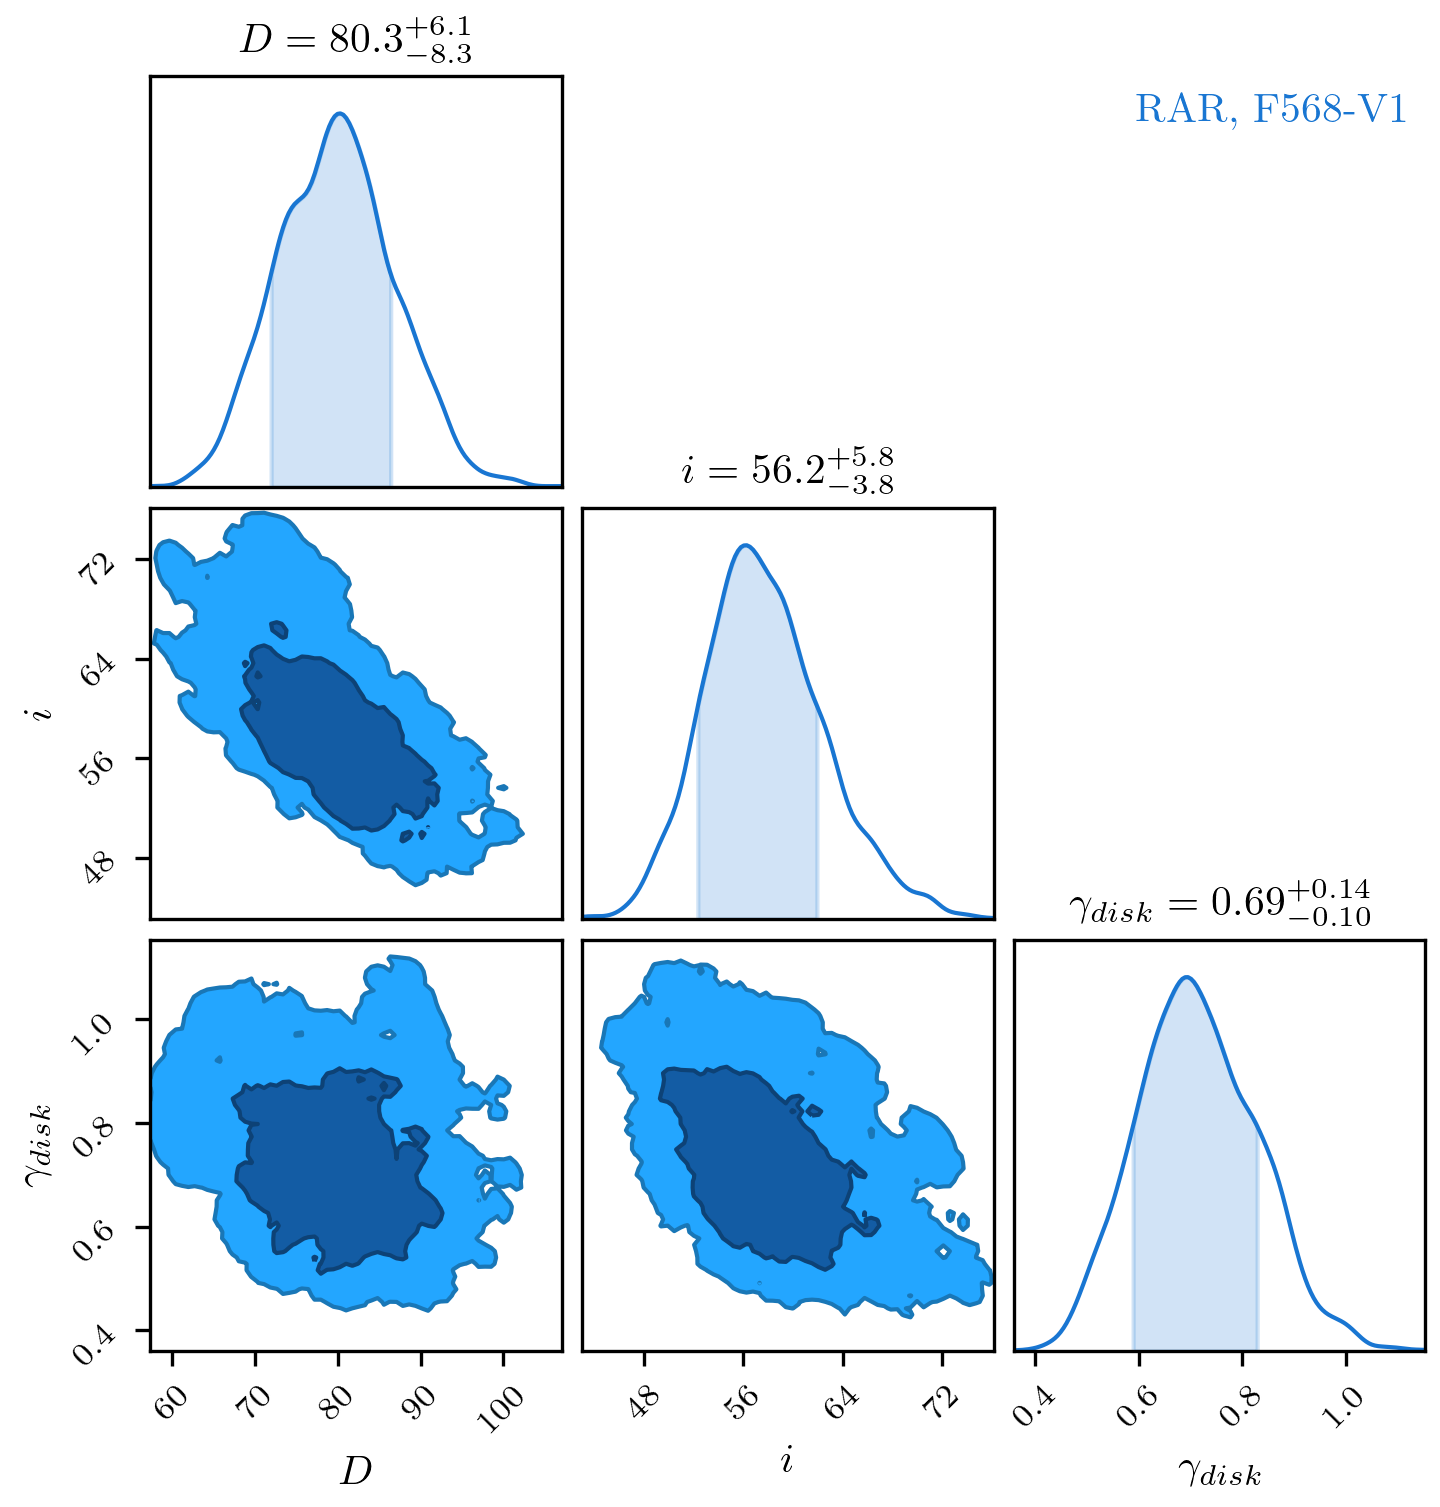 D = 80.3^{+6.1}_{-8.3}
RAR, F568-V1
i = 56.2^{+5.8}_{-3.8}
72
64
56
48
i
γ_{disk} = 0.69^{+0.14}_{-0.10}
1.0
0.8
0.6
0.4
γ_{disk}
60 70 80 90 100
48 56 64 72
0.4 0.6 0.8 1.0
D
i
γ_{disk}